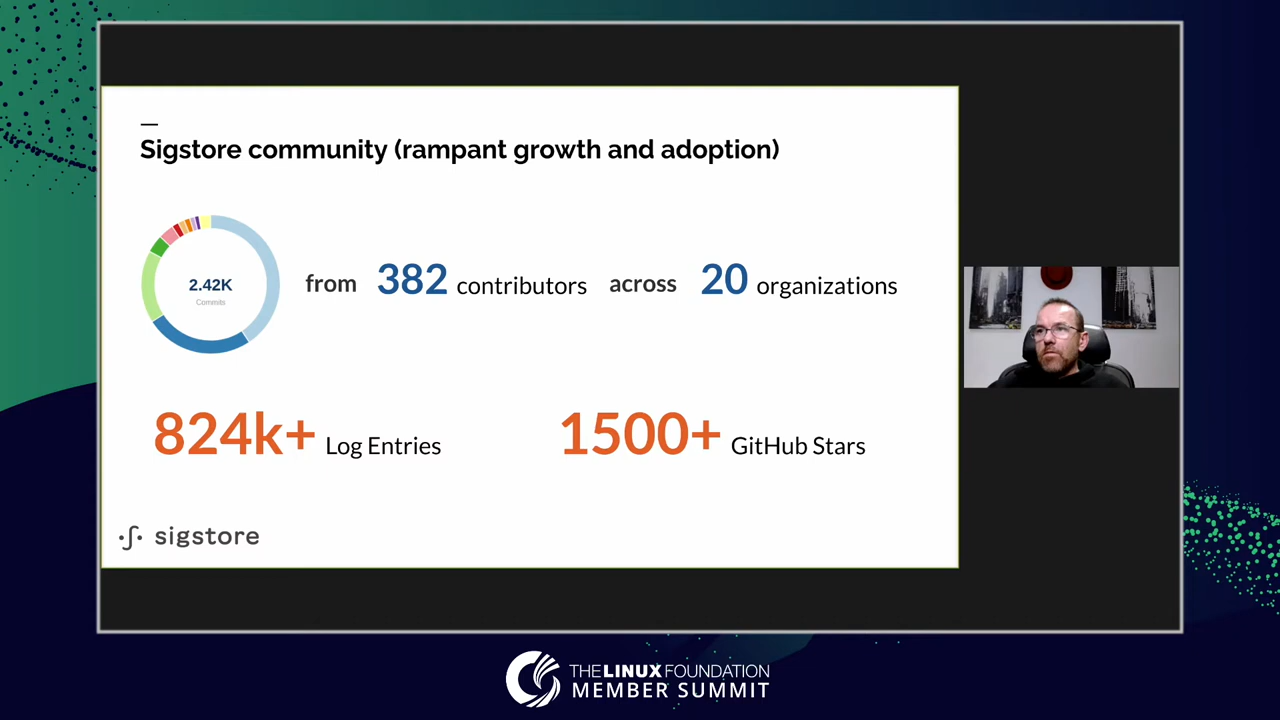 Sigstore community (rampant growth and adoption)
2.42K
Commits
from 382 contributors across 20 organizations
824k+ Log Entries
1500+ GitHub Stars
sigstore
THE LINUX FOUNDATION
MEMBER SUMMIT